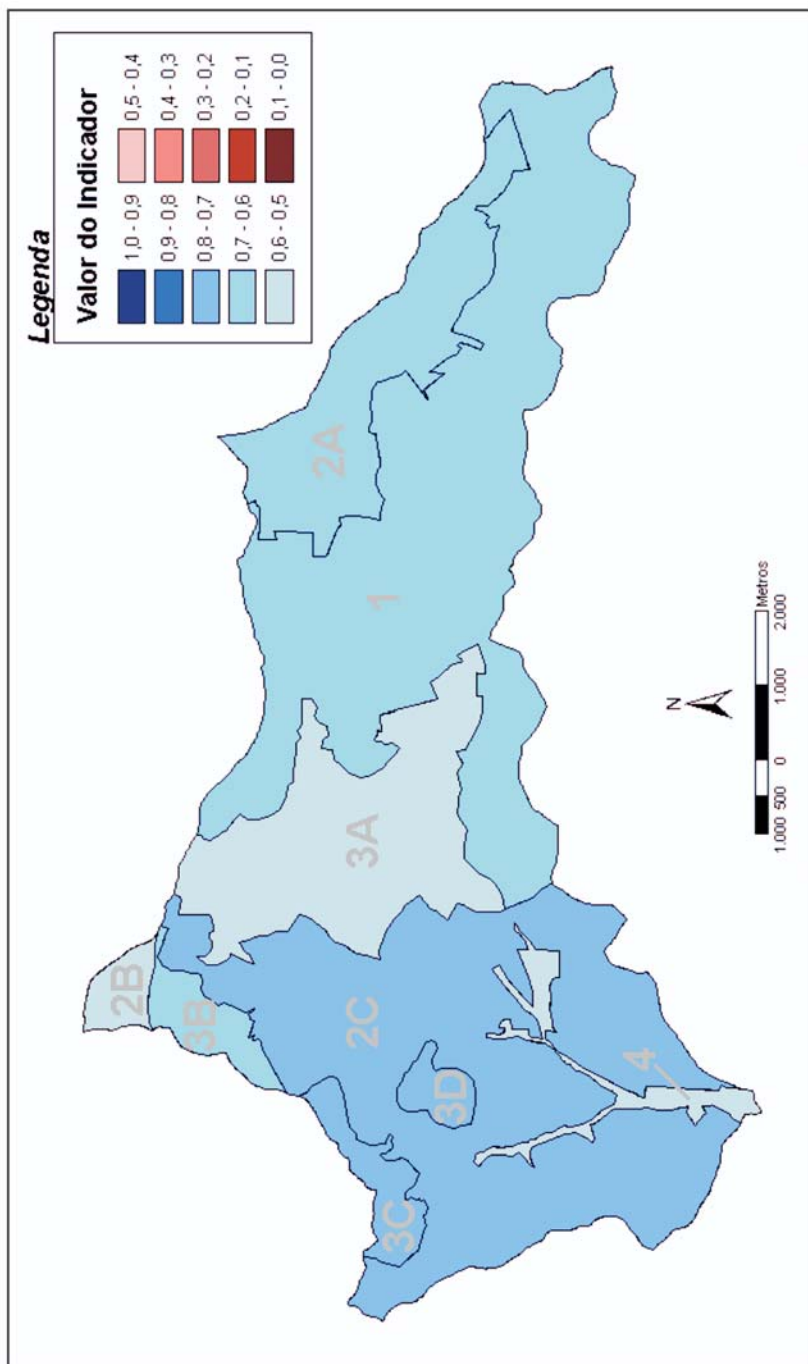 Legenda
Valor do Indicador
1,0 - 0,9 0,5 - 0,4
0,9 - 0,8 0,4 - 0,3
0,8 - 0,7 0,3 - 0,2
0,7 - 0,6 0,2 - 0,1
0,6 - 0,5 0,1 - 0,0
2B
3B
3C
2C
3D
3A
2A
1
4
N
1.000 500 0 1.000 2.000
Metros